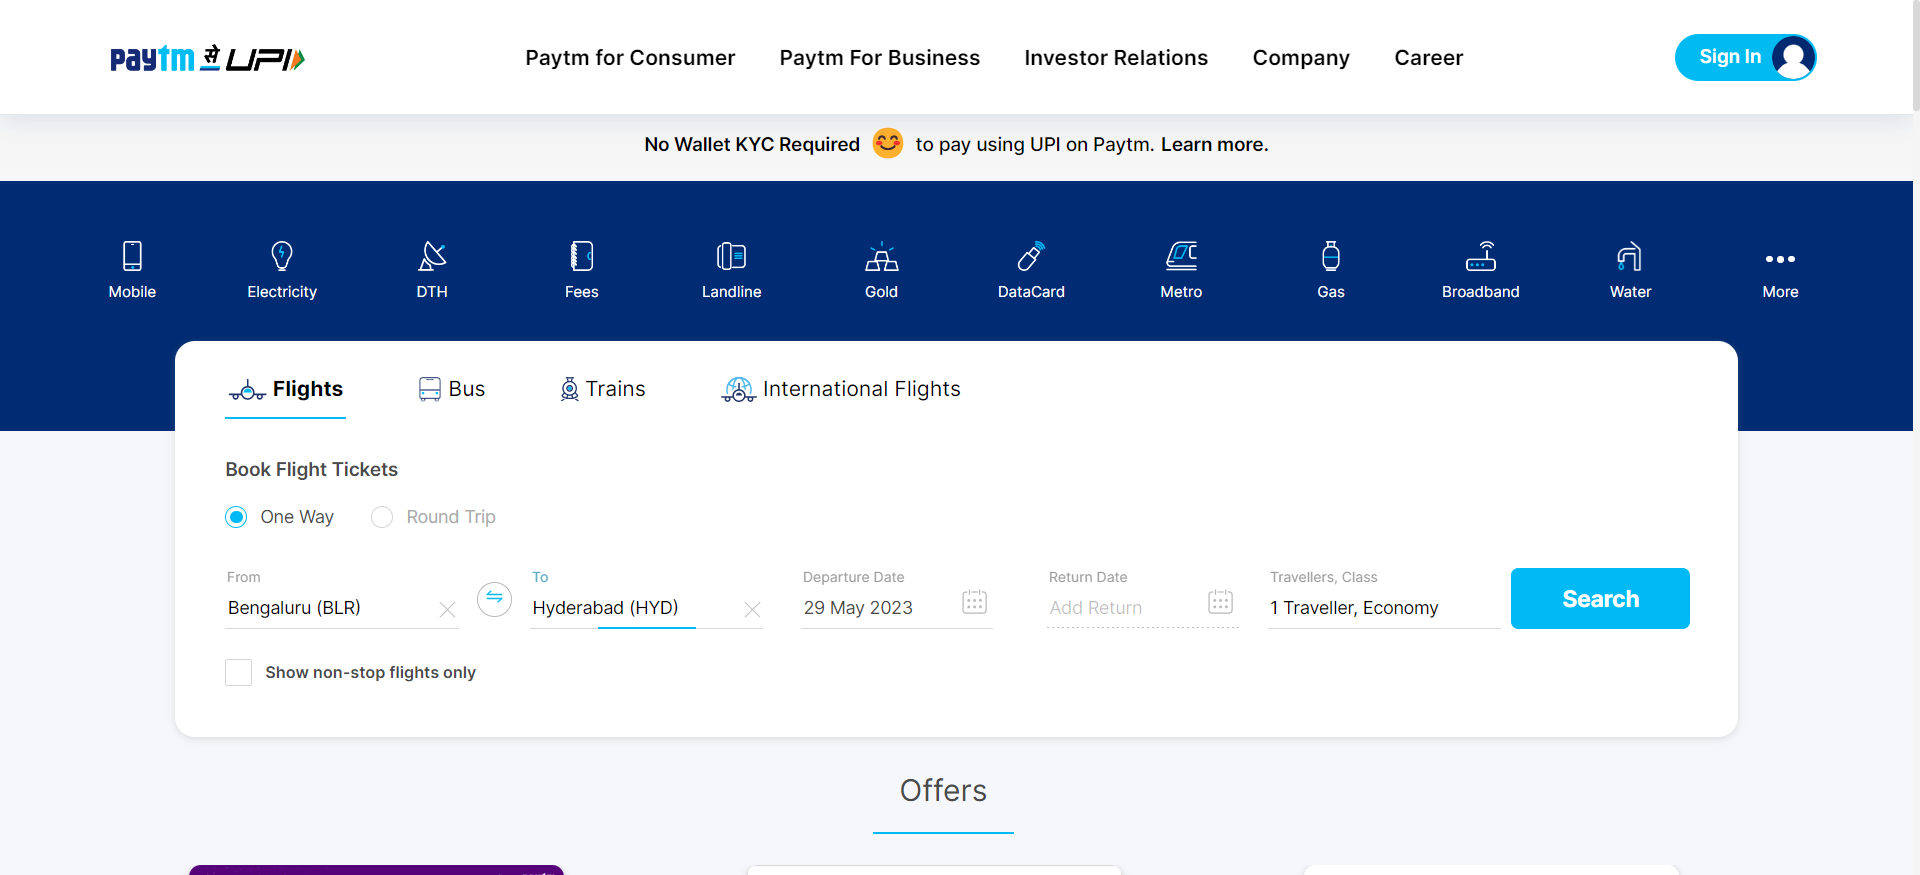 paytm से UPI
Paytm for Consumer
Paytm For Business
Investor Relations
Company
Career
Sign In
No Wallet KYC Required to pay using UPI on Paytm. Learn more.
Mobile
Electricity
DTH
Fees
Landline
Gold
DataCard
Metro
Gas
Broadband
Water
More
Flights
Bus
Trains
International Flights
Book Flight Tickets
One Way
Round Trip
From
Bengaluru (BLR)
To
Hyderabad (HYD)
Departure Date
29 May 2023
Return Date
Add Return
Travellers, Class
1 Traveller, Economy
Search
Show non-stop flights only
Offers